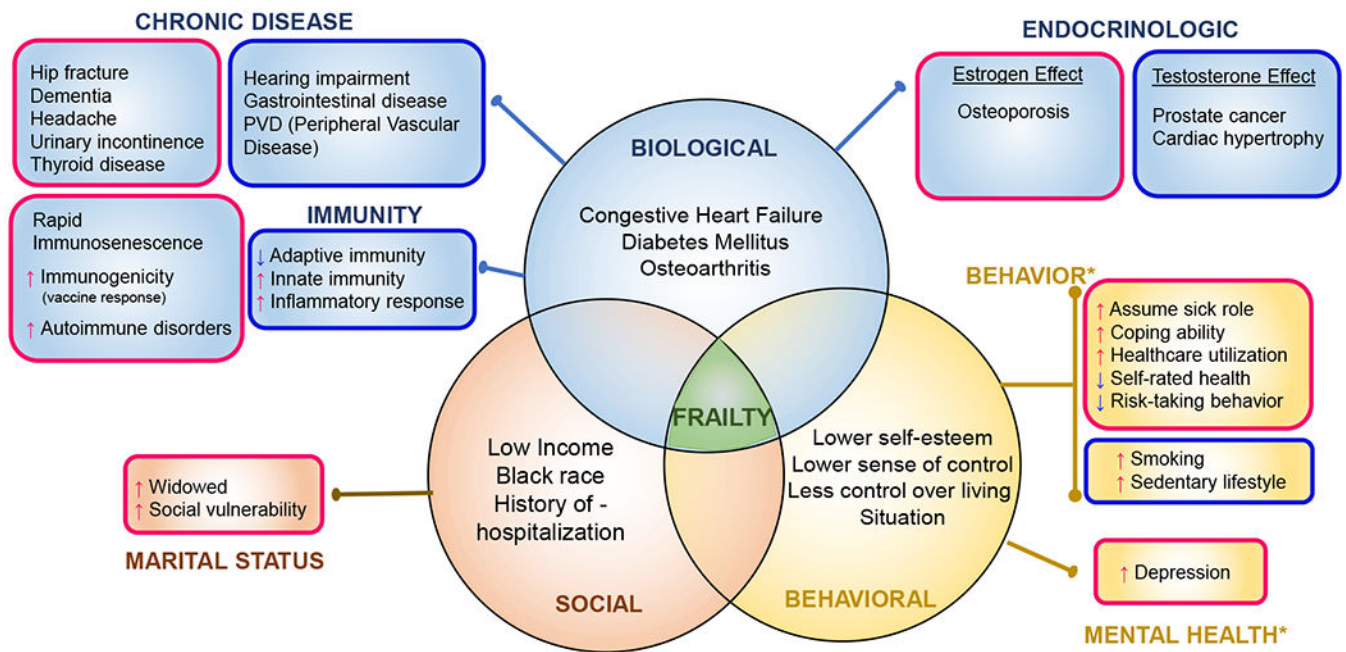 CHRONIC DISEASE
Hip fracture
Dementia
Headache
Urinary incontinence
Thyroid disease
Hearing impairment
Gastrointestinal disease
PVD (Peripheral Vascular
Disease)
ENDOCRINOLOGIC
Estrogen Effect
Osteoporosis
Testosterone Effect
Prostate cancer
Cardiac hypertrophy
IMMUNITY
Rapid
Immunosenescence
↑ Immunogenicity
(vaccine response)
↑ Autoimmune disorders
↓ Adaptive immunity
↑ Innate immunity
↑ Inflammatory response
BIOLOGICAL
Congestive Heart Failure
Diabetes Mellitus
Osteoarthritis
BEHAVIOR*
↑ Assume sick role
↑ Coping ability
↑ Healthcare utilization
↓ Self-rated health
↓ Risk-taking behavior
↑ Smoking
↑ Sedentary lifestyle
FRAILTY
Low Income
Black race
History of -
hospitalization
SOCIAL
Lower self-esteem
Lower sense of control
Less control over living
Situation
BEHAVIORAL
↑ Widowed
↑ Social vulnerability
MARITAL STATUS
↑ Depression
MENTAL HEALTH*